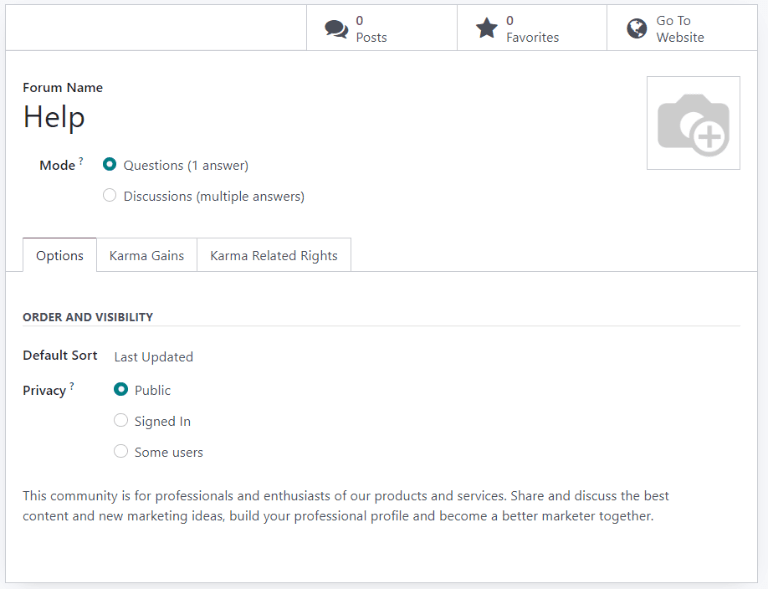 0
Posts
0
Favorites
Go To
Website
Forum Name
Help
Mode ?
Questions (1 answer)
Discussions (multiple answers)
Options
Karma Gains
Karma Related Rights
ORDER AND VISIBILITY
Default Sort Last Updated
Privacy ?
Public
Signed In
Some users
This community is for professionals and enthusiasts of our products and services. Share and discuss the best
content and new marketing ideas, build your professional profile and become a better marketer together.